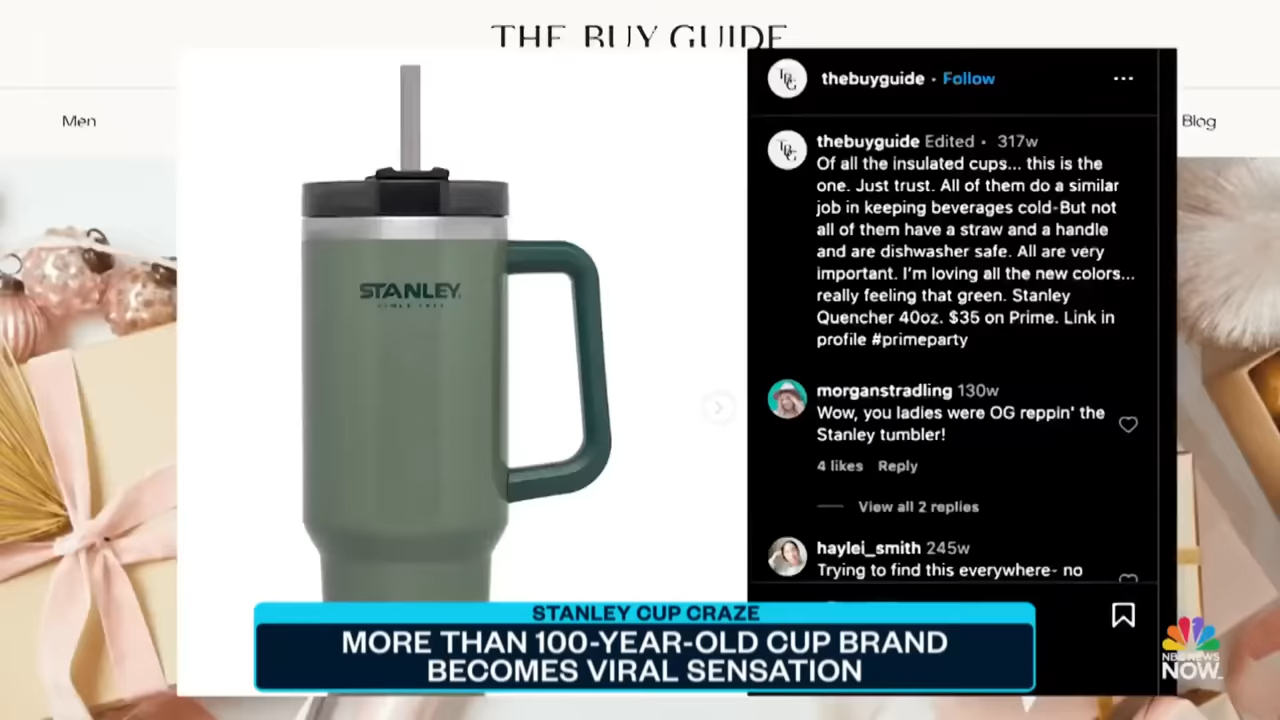 THE BUY GUIDE
Men
Blog
STANLEY
thebuyguide • Follow
thebuyguide Edited • 317w
Of all the insulated cups... this is the
one. Just trust. All of them do a similar
job in keeping beverages cold-But not
all of them have a straw and a handle
and are dishwasher safe. All are very
important. I'm loving all the new colors...
really feeling that green. Stanley
Quencher 40oz. $35 on Prime. Link in
profile #primeparty
morganstradling 130w
Wow, you ladies were OG reppin' the
Stanley tumbler!
4 likes Reply
View all 2 replies
haylei_smith 245w
Trying to find this everywhere- no
STANLEY CUP CRAZE
MORE THAN 100-YEAR-OLD CUP BRAND
BECOMES VIRAL SENSATION
NBC NEWS
NOW